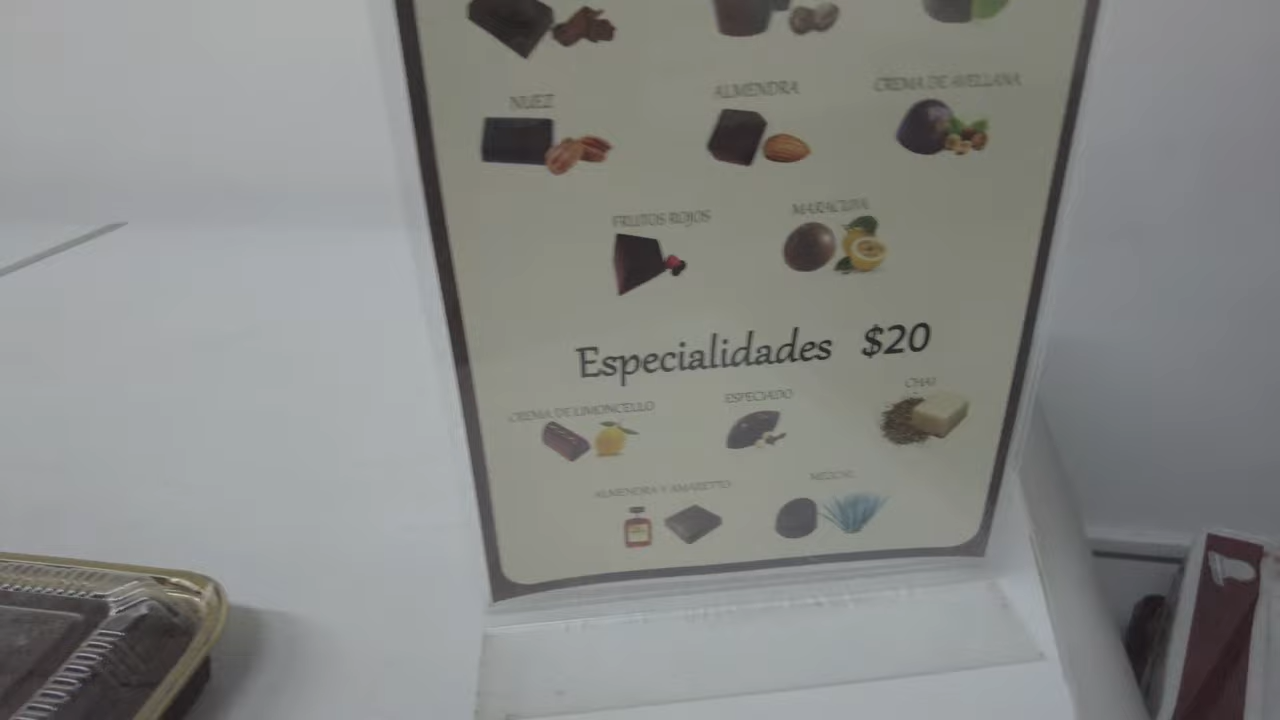 NUEZ
ALMENDRA
CREMA DE AVELLANA
FRUTOS ROJOS
MARACUYA
Especialidades $20
CREMA DE LIMONCELLO
ESPECIADO
CHAI
ALMENDRA Y AMARETTO
MEZCAL